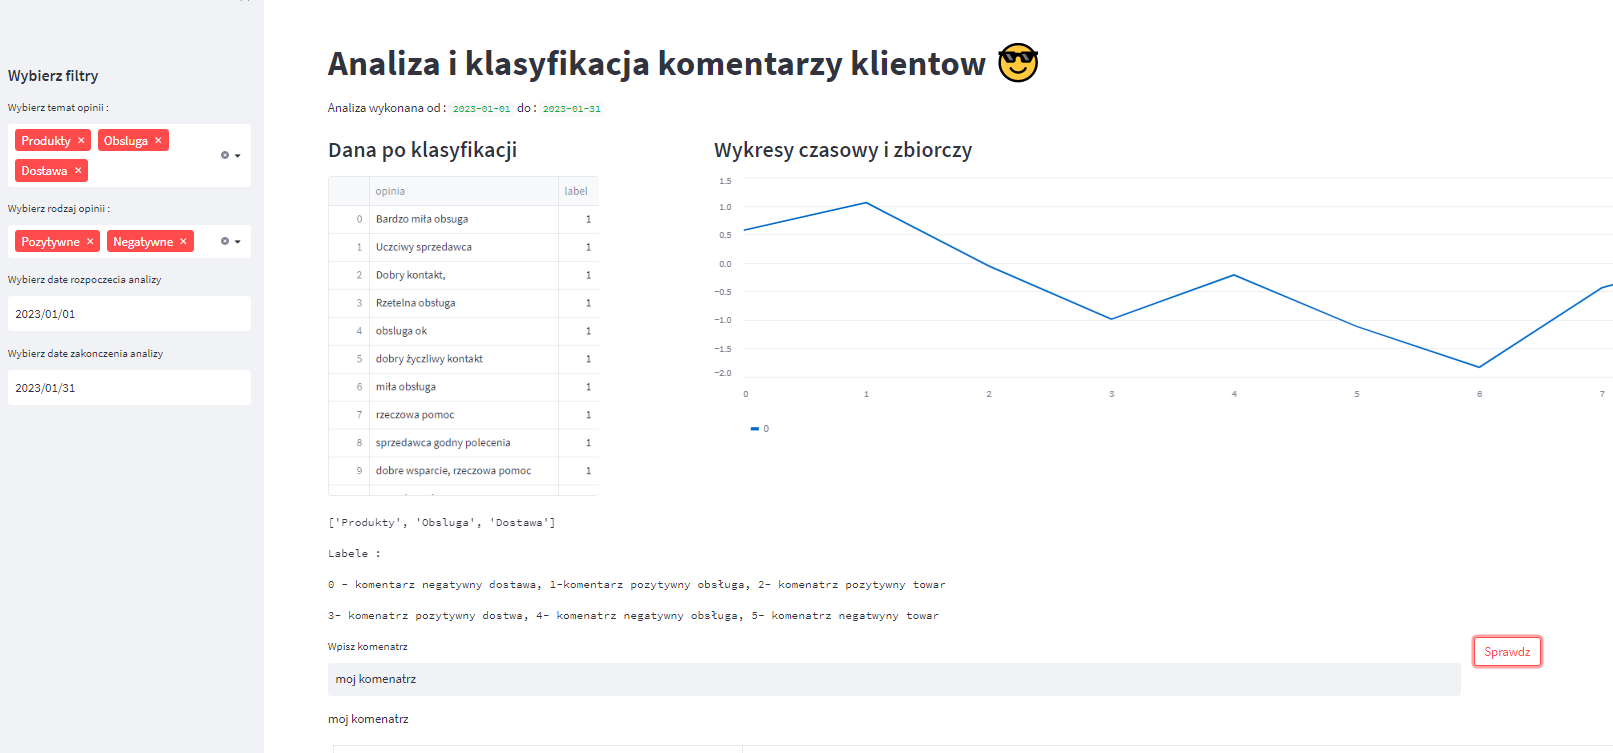 Wybierz filtry
Wybierz temat opinii :
Produkty × Obsluga ×
Dostawa ×
Wybierz rodzaj opinii :
Pozytywne × Negatywne ×
Wybierz date rozpoczecia analizy
2023/01/01
Wybierz date zakonczenia analizy
2023/01/31
Analiza i klasyfikacja komentarzy klientow 😎
Analiza wykonana od : 2023-01-01 do : 2023-01-31
Dana po klasyfikacji
opinia label
0 Bardzo miła obsuga 1
1 Uczciwy sprzedawca 1
2 Dobry kontakt, 1
3 Rzetelna obsługa 1
4 obsluga ok 1
5 dobry życzliwy kontakt 1
6 miła obsługa 1
7 rzeczowa pomoc 1
8 sprzedawca godny polecenia 1
9 dobre wsparcie, rzeczowa pomoc 1
Wykresy czasowy i zbiorczy
1.5
1.0
0.5
0.0
−0.5
−1.0
−1.5
−2.0
0 1 2 3 4 5 6 7
0
['Produkty', 'Obsluga', 'Dostawa']
Labele :
0 - komentarz negatywny dostawa, 1-komentarz pozytywny obsługa, 2- komenatrz pozytywny towar
3- komenatrz pozytywny dostwa, 4- komenatrz negatywny obsługa, 5- komenatrz negatwyny towar
Wpisz komenatrz
moj komenatrz
Sprawdz
moj komenatrz